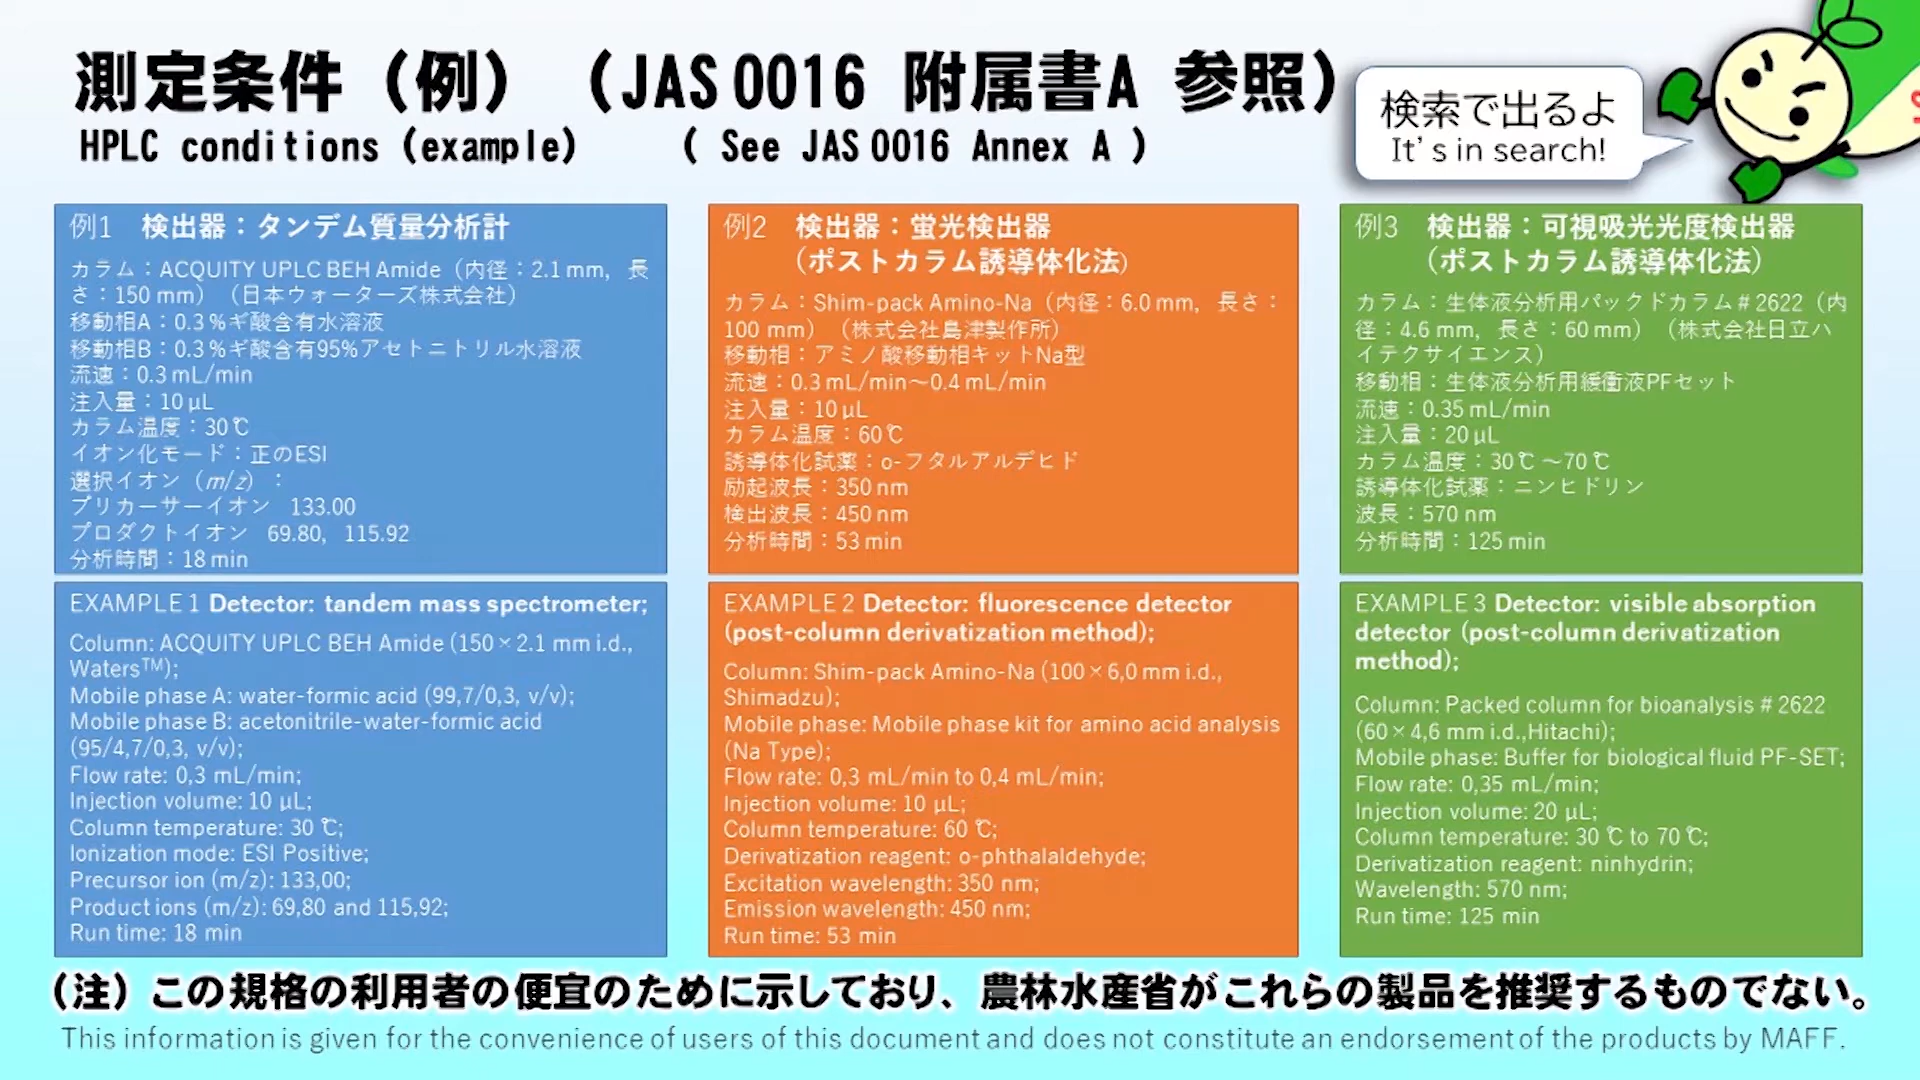 測定条件（例）　（JAS 0016 附属書A 参照）
HPLC conditions (example)　　( See JAS 0016 Annex A )
検索で出るよ
It's in search!
例1　検出器：タンデム質量分析計
カラム：ACQUITY UPLC BEH Amide（内径：2.1 mm, 長
さ：150 mm）（日本ウォーターズ株式会社）
移動相A：0.3％ギ酸含有水溶液
移動相B：0.3％ギ酸含有95%アセトニトリル水溶液
流速：0.3 mL/min
注入量：10 µL
カラム温度：30℃
イオン化モード：正のESI
選択イオン（m/z）：
プリカーサーイオン　133.00
プロダクトイオン　69.80,　115.92
分析時間：18 min
例2　検出器：蛍光検出器
（ポストカラム誘導体化法）
カラム：Shim-pack Amino-Na（内径：6.0 mm, 長さ：
100 mm）（株式会社島津製作所）
移動相：アミノ酸移動相キットNa型
流速：0.3 mL/min～0.4 mL/min
注入量：10 µL
カラム温度：60℃
誘導体化試薬：o-フタルアルデヒド
励起波長：350 nm
検出波長：450 nm
分析時間：53 min
例3　検出器：可視吸光光度検出器
（ポストカラム誘導体化法）
カラム：生体液分析用パックドカラム＃2622（内
径：4.6 mm, 長さ：60 mm）（株式会社日立ハ
イテクサイエンス）
移動相：生体液分析用緩衝液PFセット
流速：0.35 mL/min
注入量：20 µL
カラム温度：30℃～70℃
誘導体化試薬：ニンヒドリン
波長：570 nm
分析時間：125 min
EXAMPLE 1 Detector: tandem mass spectrometer;
Column: ACQUITY UPLC BEH Amide (150 × 2.1 mm i.d.,
Waters™);
Mobile phase A: water-formic acid (99,7/0,3, v/v);
Mobile phase B: acetonitrile-water-formic acid
(95/4,7/0,3, v/v);
Flow rate: 0,3 mL/min;
Injection volume: 10 µL;
Column temperature: 30 ℃;
Ionization mode: ESI Positive;
Precursor ion (m/z): 133,00;
Product ions (m/z): 69,80 and 115,92;
Run time: 18 min
EXAMPLE 2 Detector: fluorescence detector
(post-column derivatization method);
Column: Shim-pack Amino-Na (100 × 6,0 mm i.d.,
Shimadzu);
Mobile phase: Mobile phase kit for amino acid analysis
(Na Type);
Flow rate: 0,3 mL/min to 0,4 mL/min;
Injection volume: 10 µL;
Column temperature: 60 ℃;
Derivatization reagent: o-phthalaldehyde;
Excitation wavelength: 350 nm;
Emission wavelength: 450 nm;
Run time: 53 min
EXAMPLE 3 Detector: visible absorption
detector (post-column derivatization
method);
Column: Packed column for bioanalysis # 2622
(60 × 4,6 mm i.d.,Hitachi);
Mobile phase: Buffer for biological fluid PF-SET;
Flow rate: 0,35 mL/min;
Injection volume: 20 µL;
Column temperature: 30 ℃ to 70 ℃;
Derivatization reagent: ninhydrin;
Wavelength: 570 nm;
Run time: 125 min
（注）この規格の利用者の便宜のために示しており、農林水産省がこれらの製品を推奨するものでない。
This information is given for the convenience of users of this document and does not constitute an endorsement of the products by MAFF.